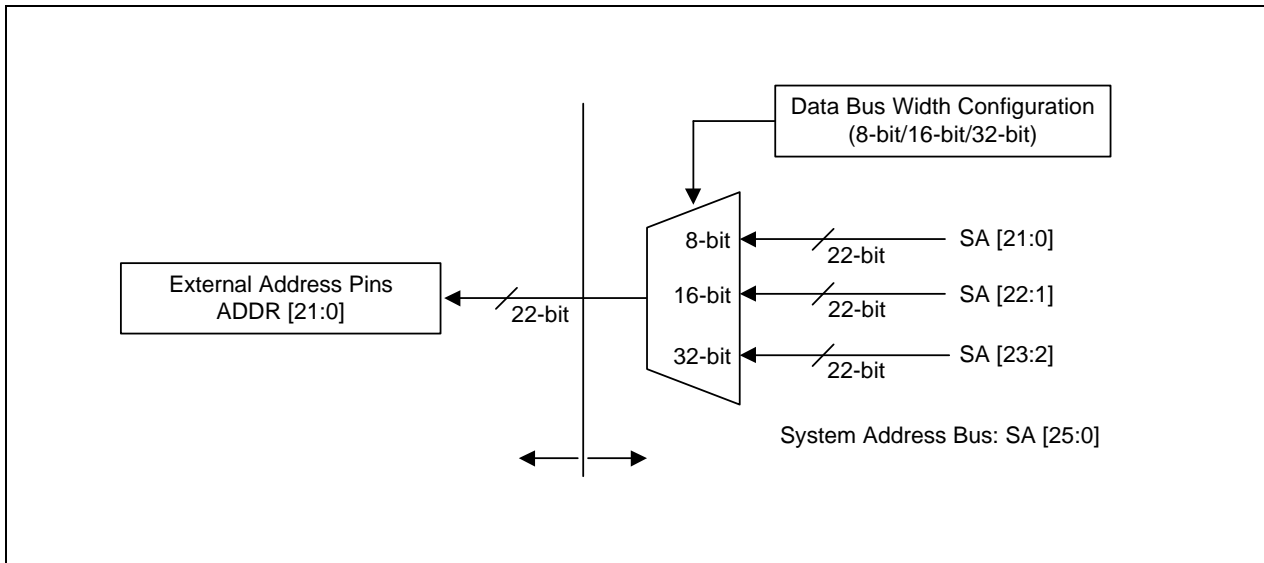 Data Bus Width Configuration
(8-bit/16-bit/32-bit)
8-bit
22-bit
SA [21:0]
External Address Pins
ADDR [21:0]
22-bit
16-bit
22-bit
SA [22:1]
32-bit
22-bit
SA [23:2]
System Address Bus: SA [25:0]